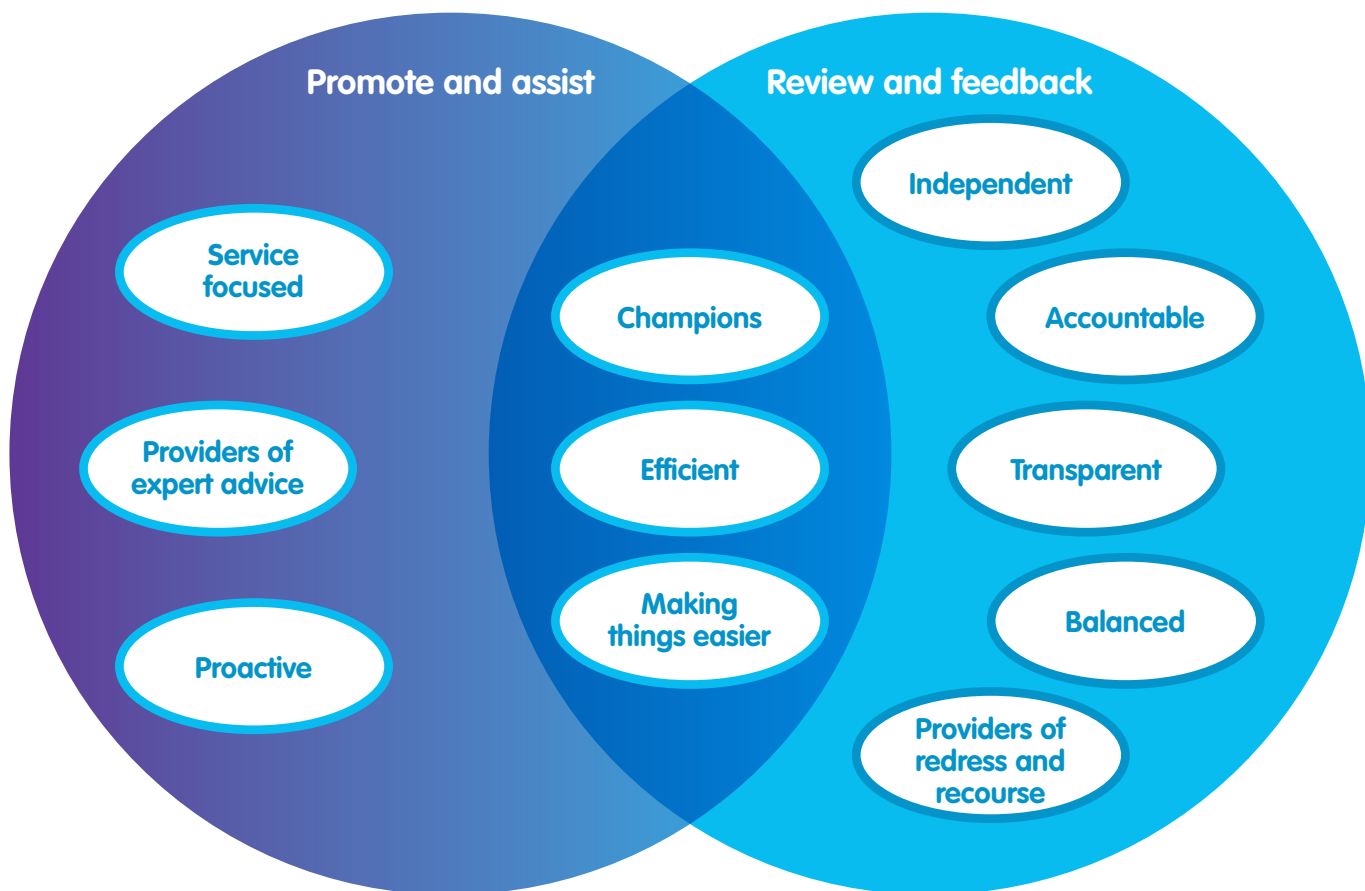 Promote and assist
Service
focused
Providers of
expert advice
Proactive
Champions
Efficient
Making
things easier
Review and feedback
Independent
Accountable
Transparent
Balanced
Providers of
redress and
recourse